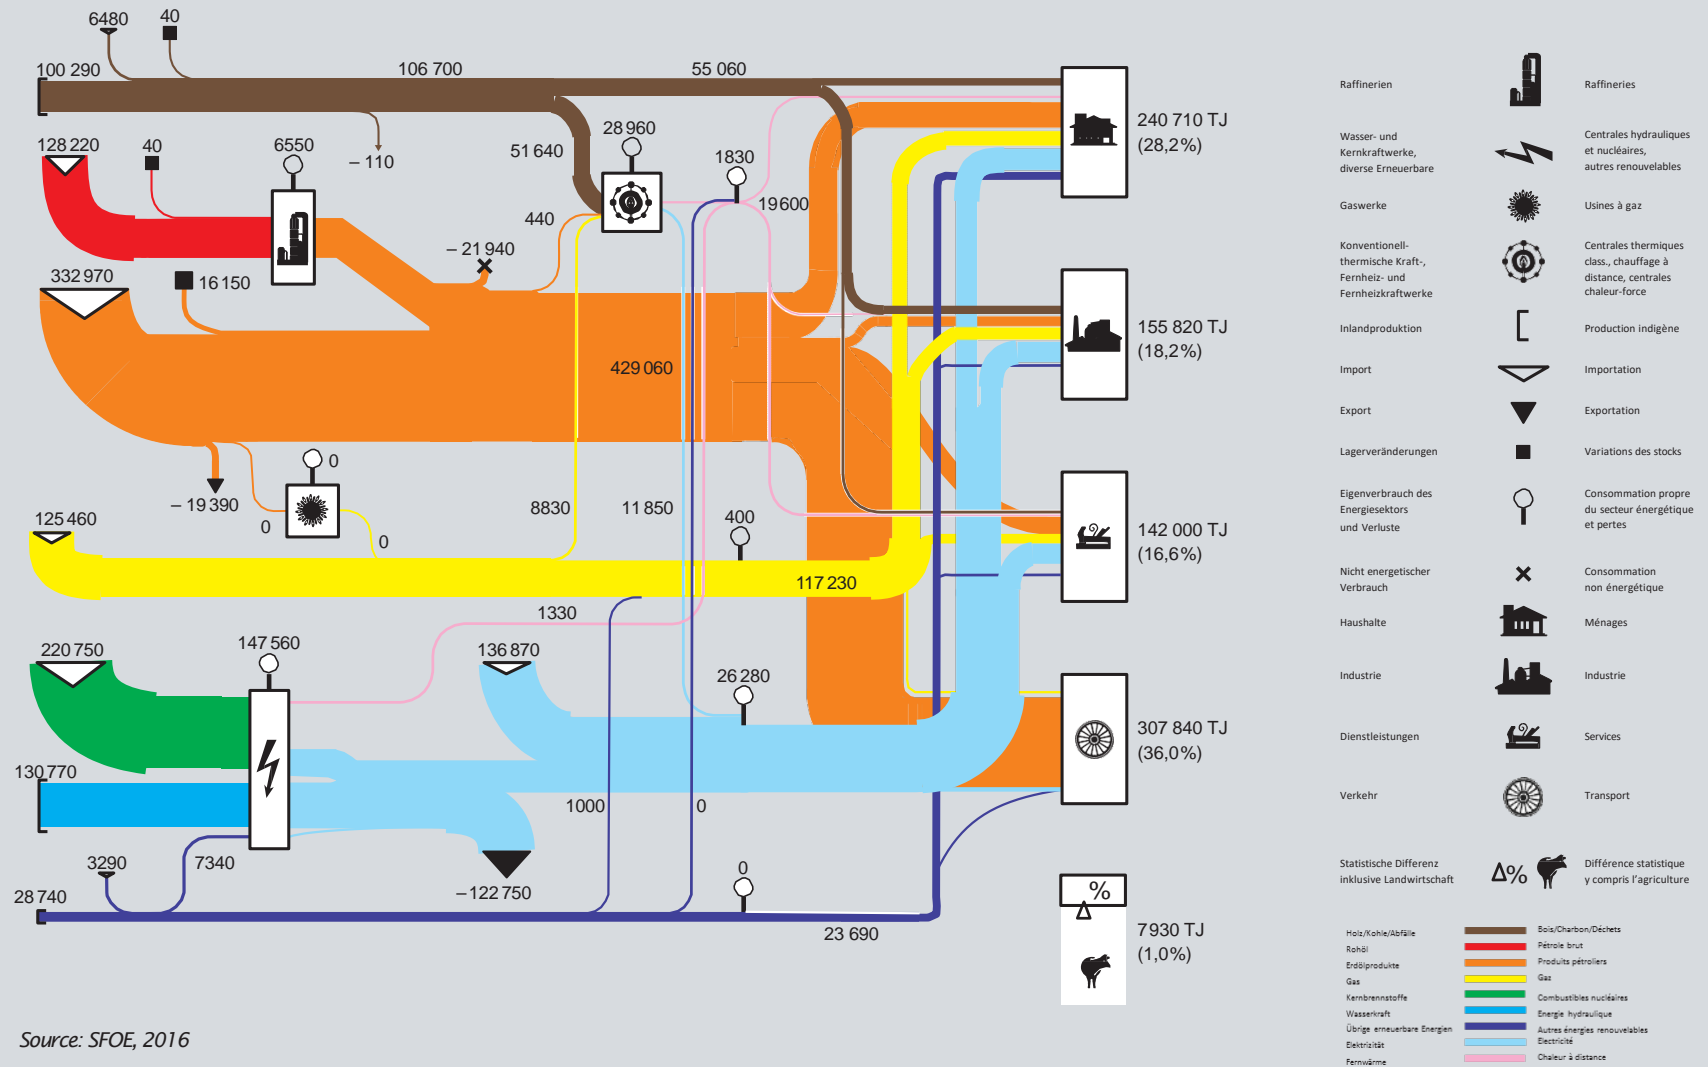 6480
40
100 290
106 700
55 060
– 110
128 220
40
6550
51 640
28 960
1830
19 600
440
– 21 940
332 970
16 150
429 060
– 19 390
0
0
0
125 460
8830
11 850
400
117 230
1330
220 750
147 560
136 870
26 280
130 770
1000
0
– 122 750
3290
7340
28 740
0
23 690
240 710 TJ
(28,2%)
155 820 TJ
(18,2%)
142 000 TJ
(16,6%)
307 840 TJ
(36,0%)
%
Δ
7930 TJ
(1,0%)
Raffinerien
Raffineries
Wasser- und
Kernkraftwerke,
diverse Erneuerbare
Centrales hydrauliques
et nucléaires,
autres renouvelables
Gaswerke
Usines à gaz
Konventionell-
thermische Kraft-,
Fernheiz- und
Fernheizkraftwerke
Centrales thermiques
class., chauffage à
distance, centrales
chaleur-force
Inlandproduktion
Production indigène
Import
Importation
Export
Exportation
Lagerveränderungen
Variations des stocks
Eigenverbrauch des
Energiesektors
und Verluste
Consommation propre
du secteur énergétique
et pertes
Nicht energetischer
Verbrauch
Consommation
non énergétique
Haushalte
Ménages
Industrie
Industrie
Dienstleistungen
Services
Verkehr
Transport
Statistische Differenz
inklusive Landwirtschaft
Δ%
Différence statistique
y compris l’agriculture
Holz/Kohle/Abfälle
Bois/Charbon/Déchets
Rohöl
Pétrole brut
Erdölprodukte
Produits pétroliers
Gas
Gaz
Kernbrennstoffe
Combustibles nucléaires
Wasserkraft
Energie hydraulique
Übrige erneuerbare Energien
Autres énergies renouvelables
Elektrizität
Electricité
Fernwärme
Chaleur à distance
Source: SFOE, 2016